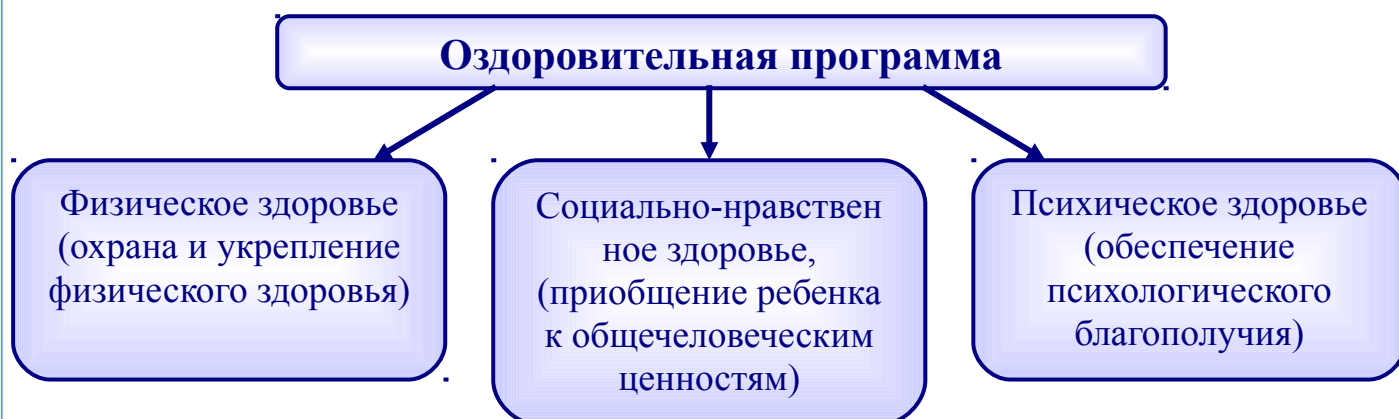 Оздоровительная программа
Физическое здоровье
(охрана и укрепление
физического здоровья)
Социально-нравствен
ное здоровье,
(приобщение ребенка
к общечеловеческим
ценностям)
Психическое здоровье
(обеспечение
психологического
благополучия)